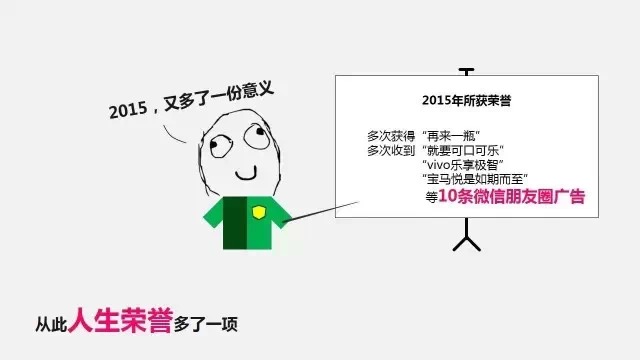 2015，又多了一份意义
2015年所获荣誉
多次获得“再来一瓶”
多次收到“就要可口可乐”
“vivo乐享极智”
“宝马悦是如期而至”
等10条微信朋友圈广告
从此人生荣誉多了一项